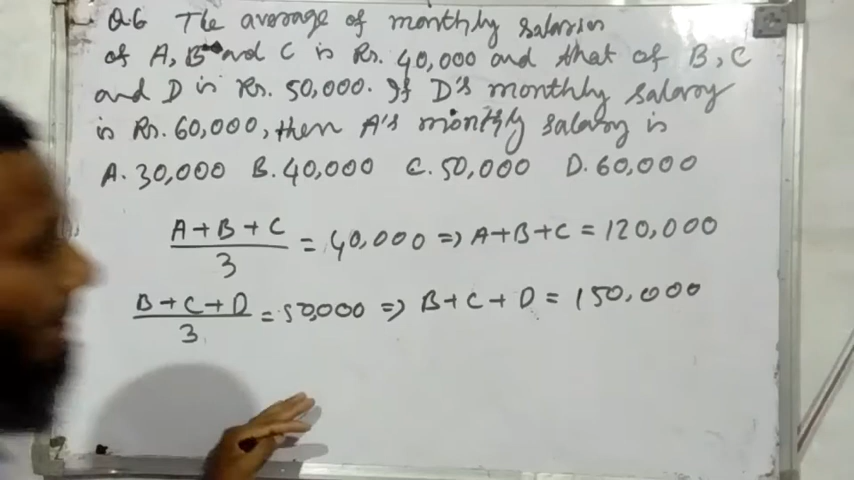 Q.6 The average of monthly salaries
of A, B and C is Rs. 40,000 and that of B, C
and D is Rs. 50,000. If D's monthly salary
is Rs. 60,000, then A's monthly salary is
A. 30,000 B. 40,000 C. 50,000 D. 60,000
A+B+C/3 = 40,000 => A+B+C = 120,000
B+C+D/3 = 50,000 => B+C+D = 150,000